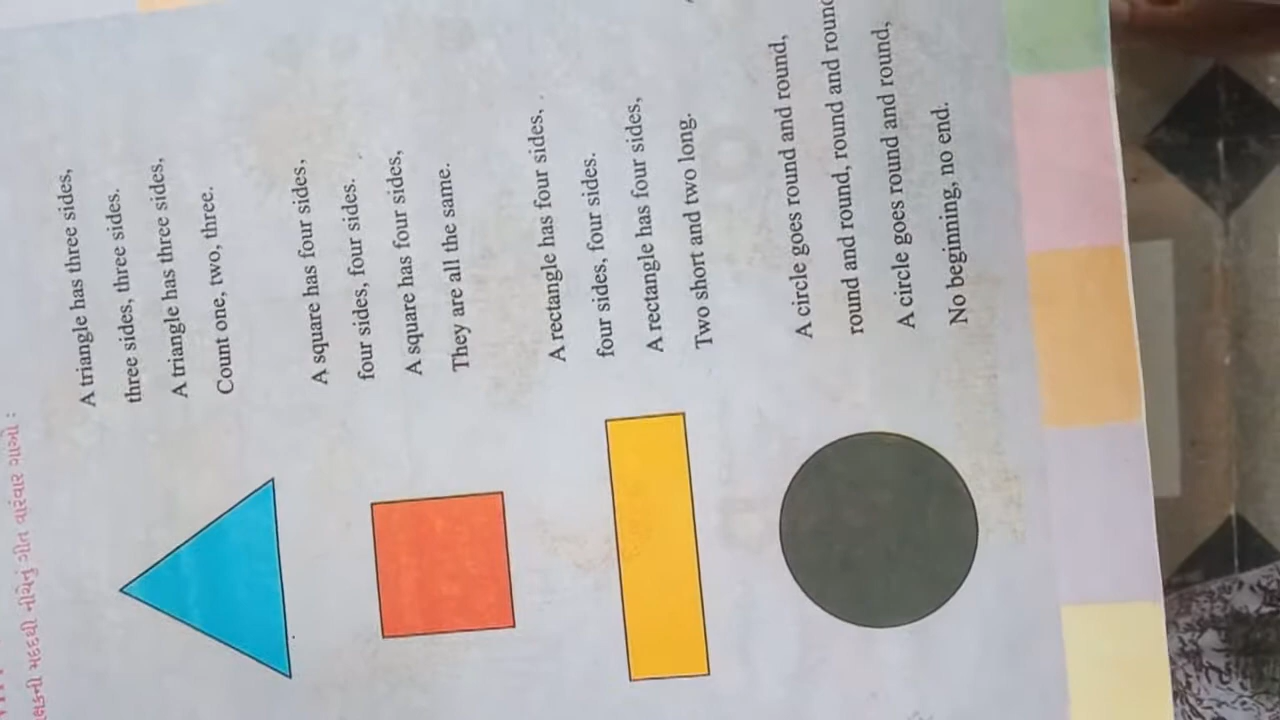 મદદથી નીચેનું ગીત વારંવાર ગાઓ :
A triangle has three sides,
three sides, three sides.
A triangle has three sides,
Count one, two, three.
A square has four sides,
four sides, four sides.
A square has four sides,
They are all the same.
A rectangle has four sides,
four sides, four sides.
A rectangle has four sides,
Two short and two long.
A circle goes round and round,
round and round, round and round
A circle goes round and round,
No beginning, no end.